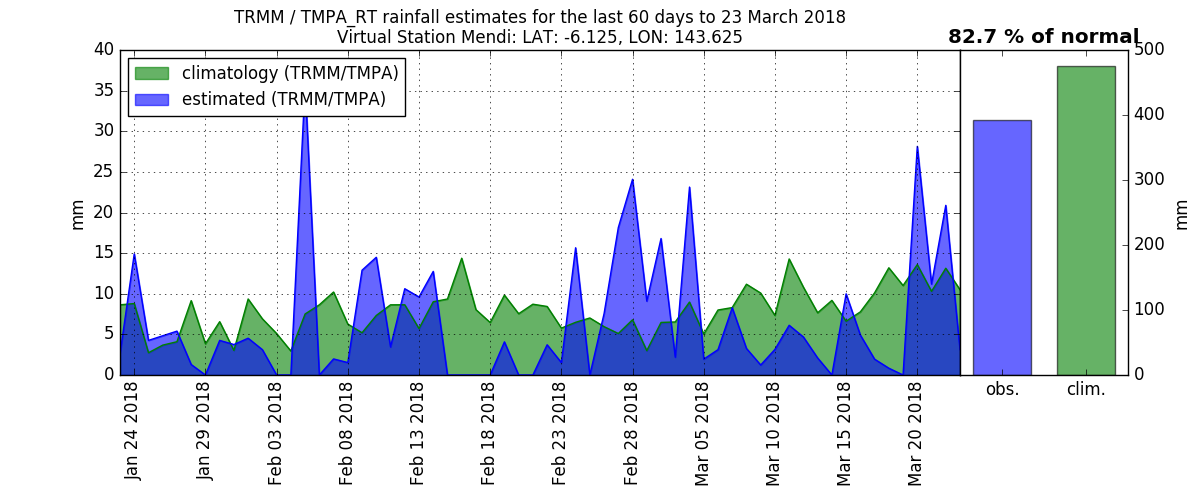 TRMM / TMPA_RT rainfall estimates for the last 60 days to 23 March 2018
Virtual Station Mendi: LAT: -6.125, LON: 143.625
82.7 % of normal
climatology (TRMM/TMPA)
estimated (TRMM/TMPA)
40
35
30
25
20
15
10
5
0
mm
500
400
300
200
100
0
mm
obs.
clim.
Jan 24 2018
Jan 29 2018
Feb 03 2018
Feb 08 2018
Feb 13 2018
Feb 18 2018
Feb 23 2018
Feb 28 2018
Mar 05 2018
Mar 10 2018
Mar 15 2018
Mar 20 2018